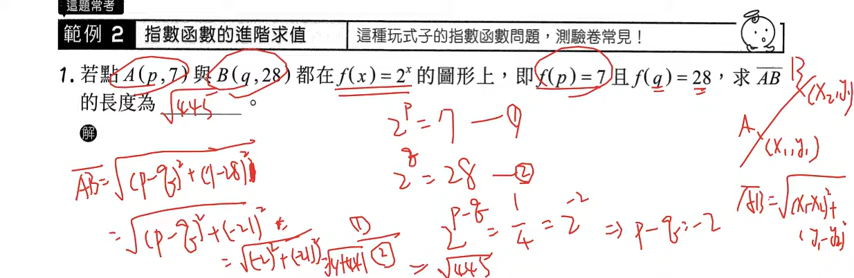 這題常考
範例 2 指數函數的進階求值 這種玩式子的指數函數問題，測驗卷常見！
1. 若點 A(p, 7) 與 B(q, 28) 都在 f(x) = 2^x 的圖形上，即 f(p) = 7 且 f(q) = 28，求 AB
的長度為 √445 。
解
2^p = 7 — ①
2^q = 28 — ②
①/② 2^(p-q) = 1/4 = 2^-2 ⇒ p-q = -2
AB = √(p-q)²+(7-28)²
= √(p-q)²+(-21)²
= √(-2)²+(-21)² = √4+441
= √445
B
(x₂, y₂)
A
(x₁, y₁)
AB = √(x₁-x₂)²+
(y₁-y₂)²